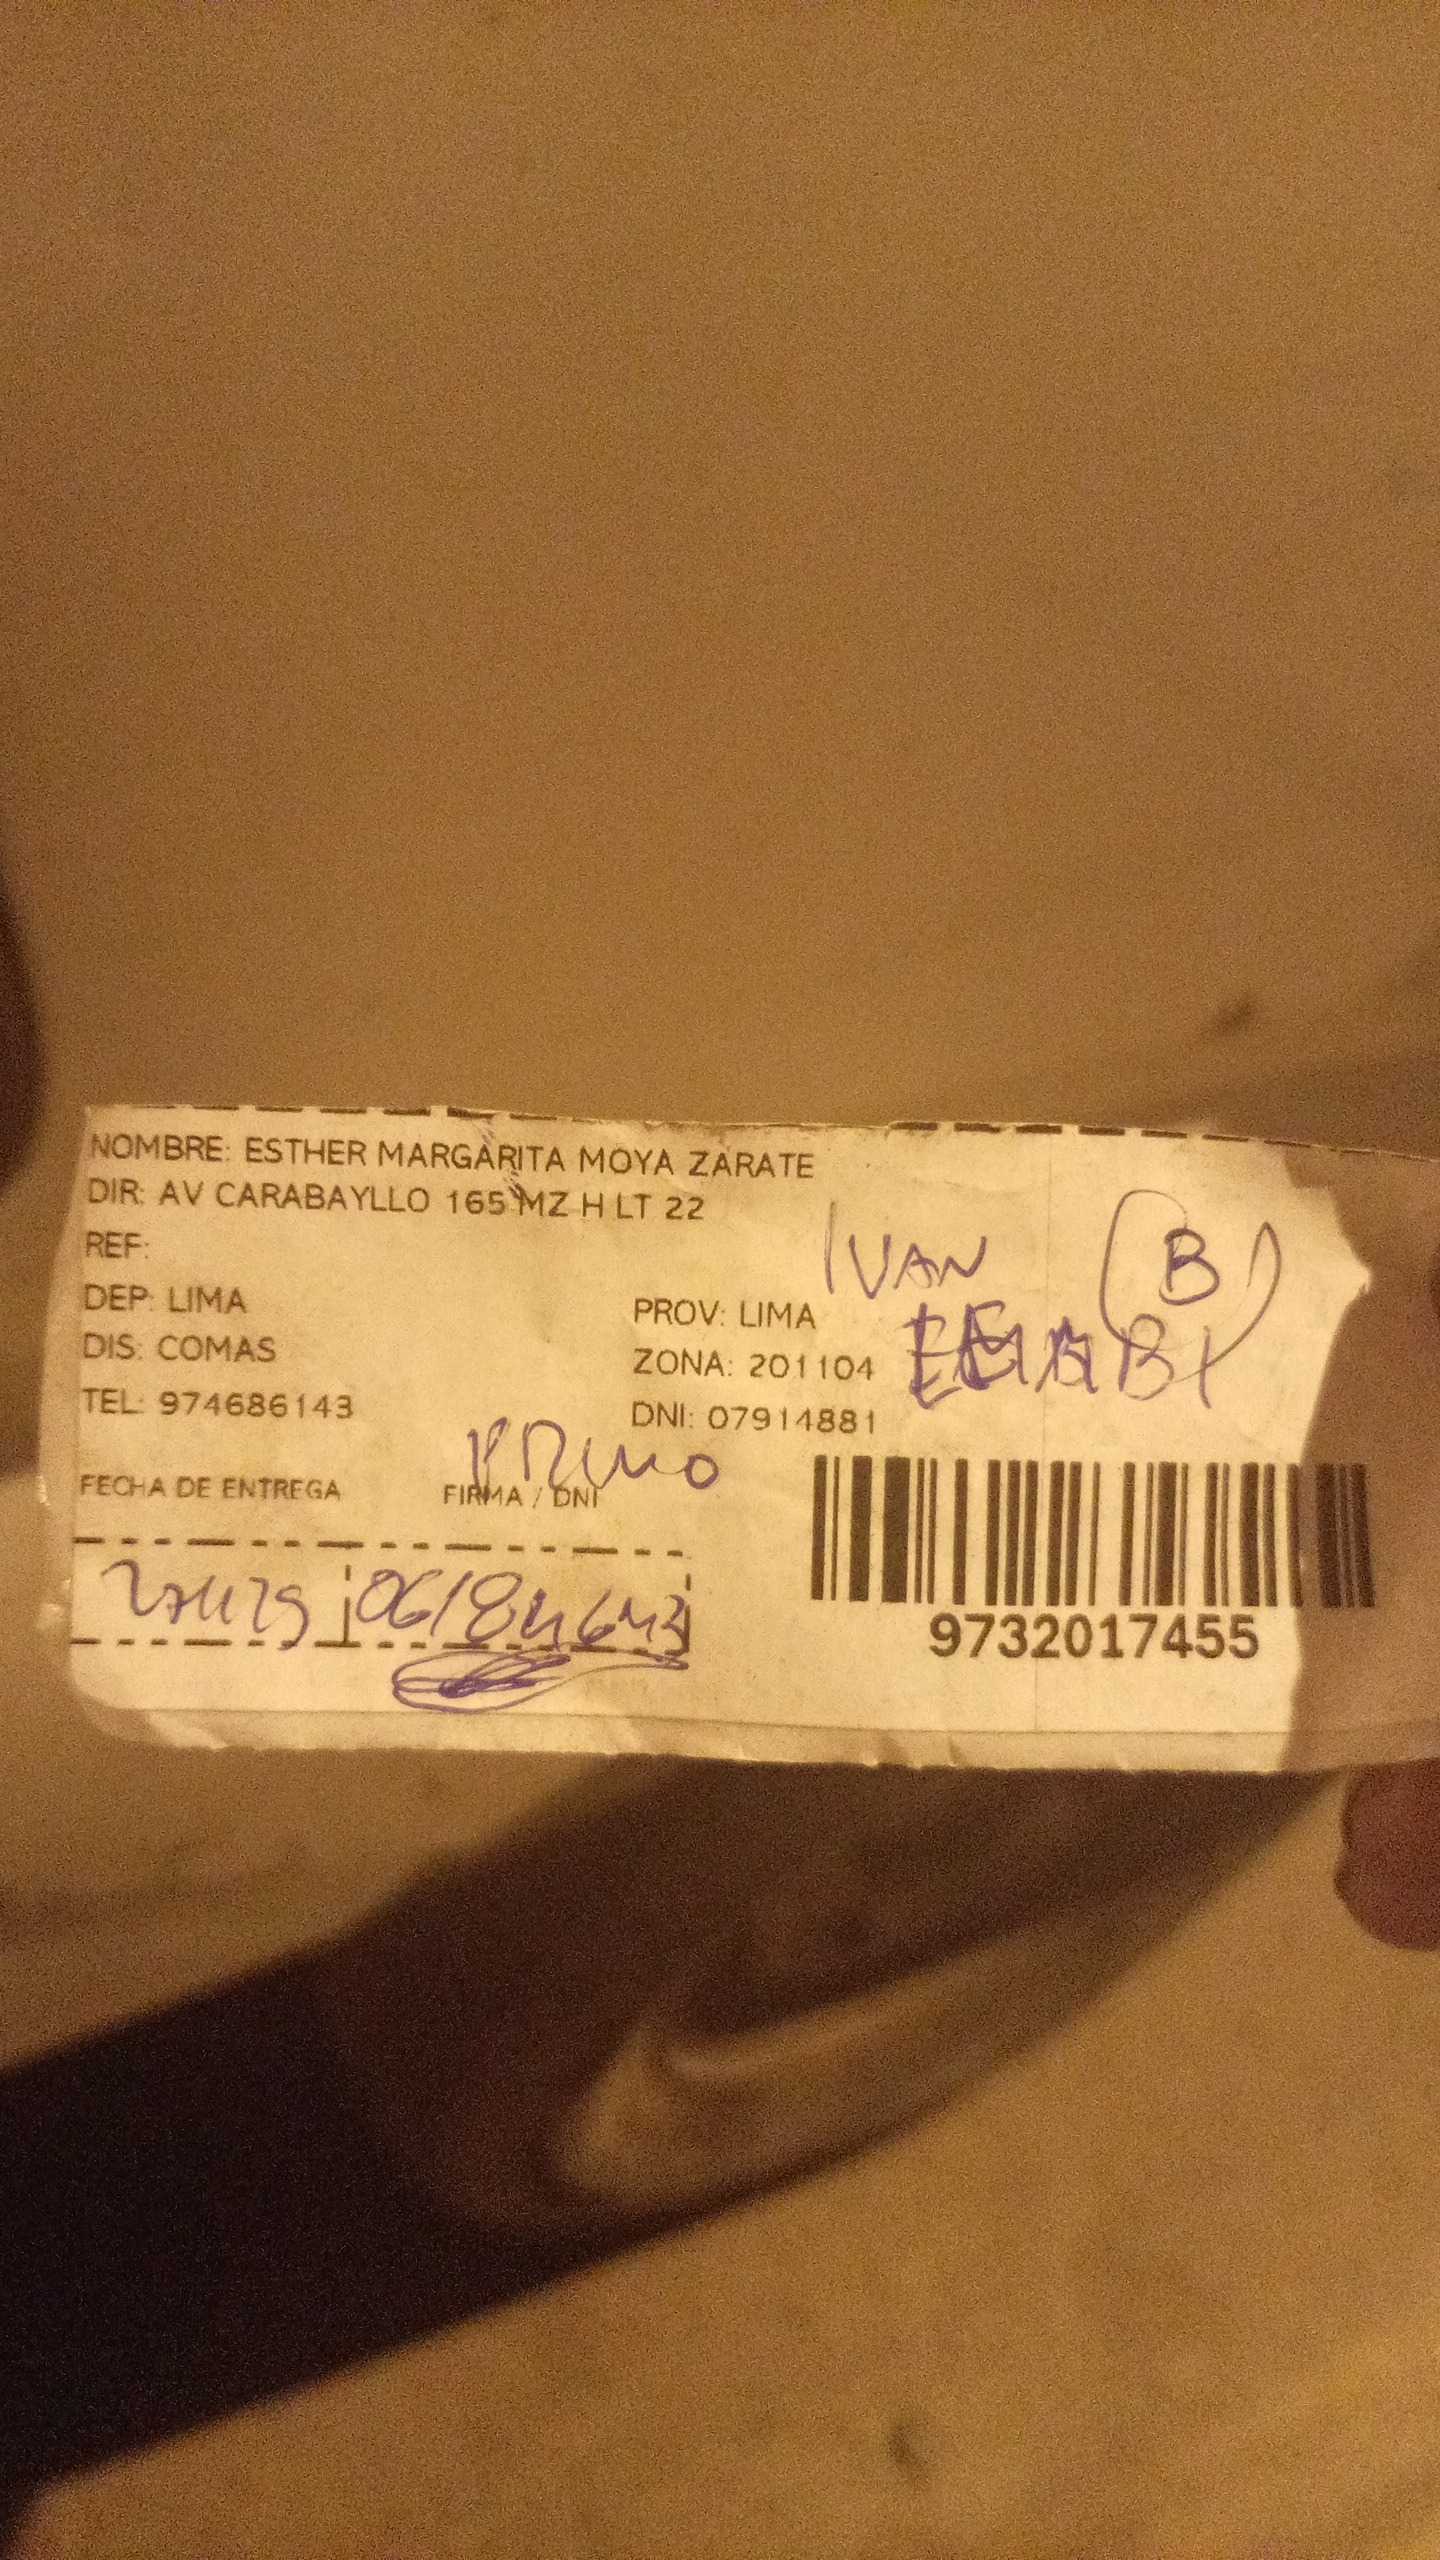 NOMBRE: ESTHER MARGARITA MOYA ZARATE
DIR: AV CARABAYLLO 165 MZ H LT 22
REF:
IVAN (B)
DEP: LIMA PROV: LIMA
DIS: COMAS ZONA: 201104
TEL: 974686143 DNI: 07914881
FECHA DE ENTREGA FIRMA / DNI
9732017455